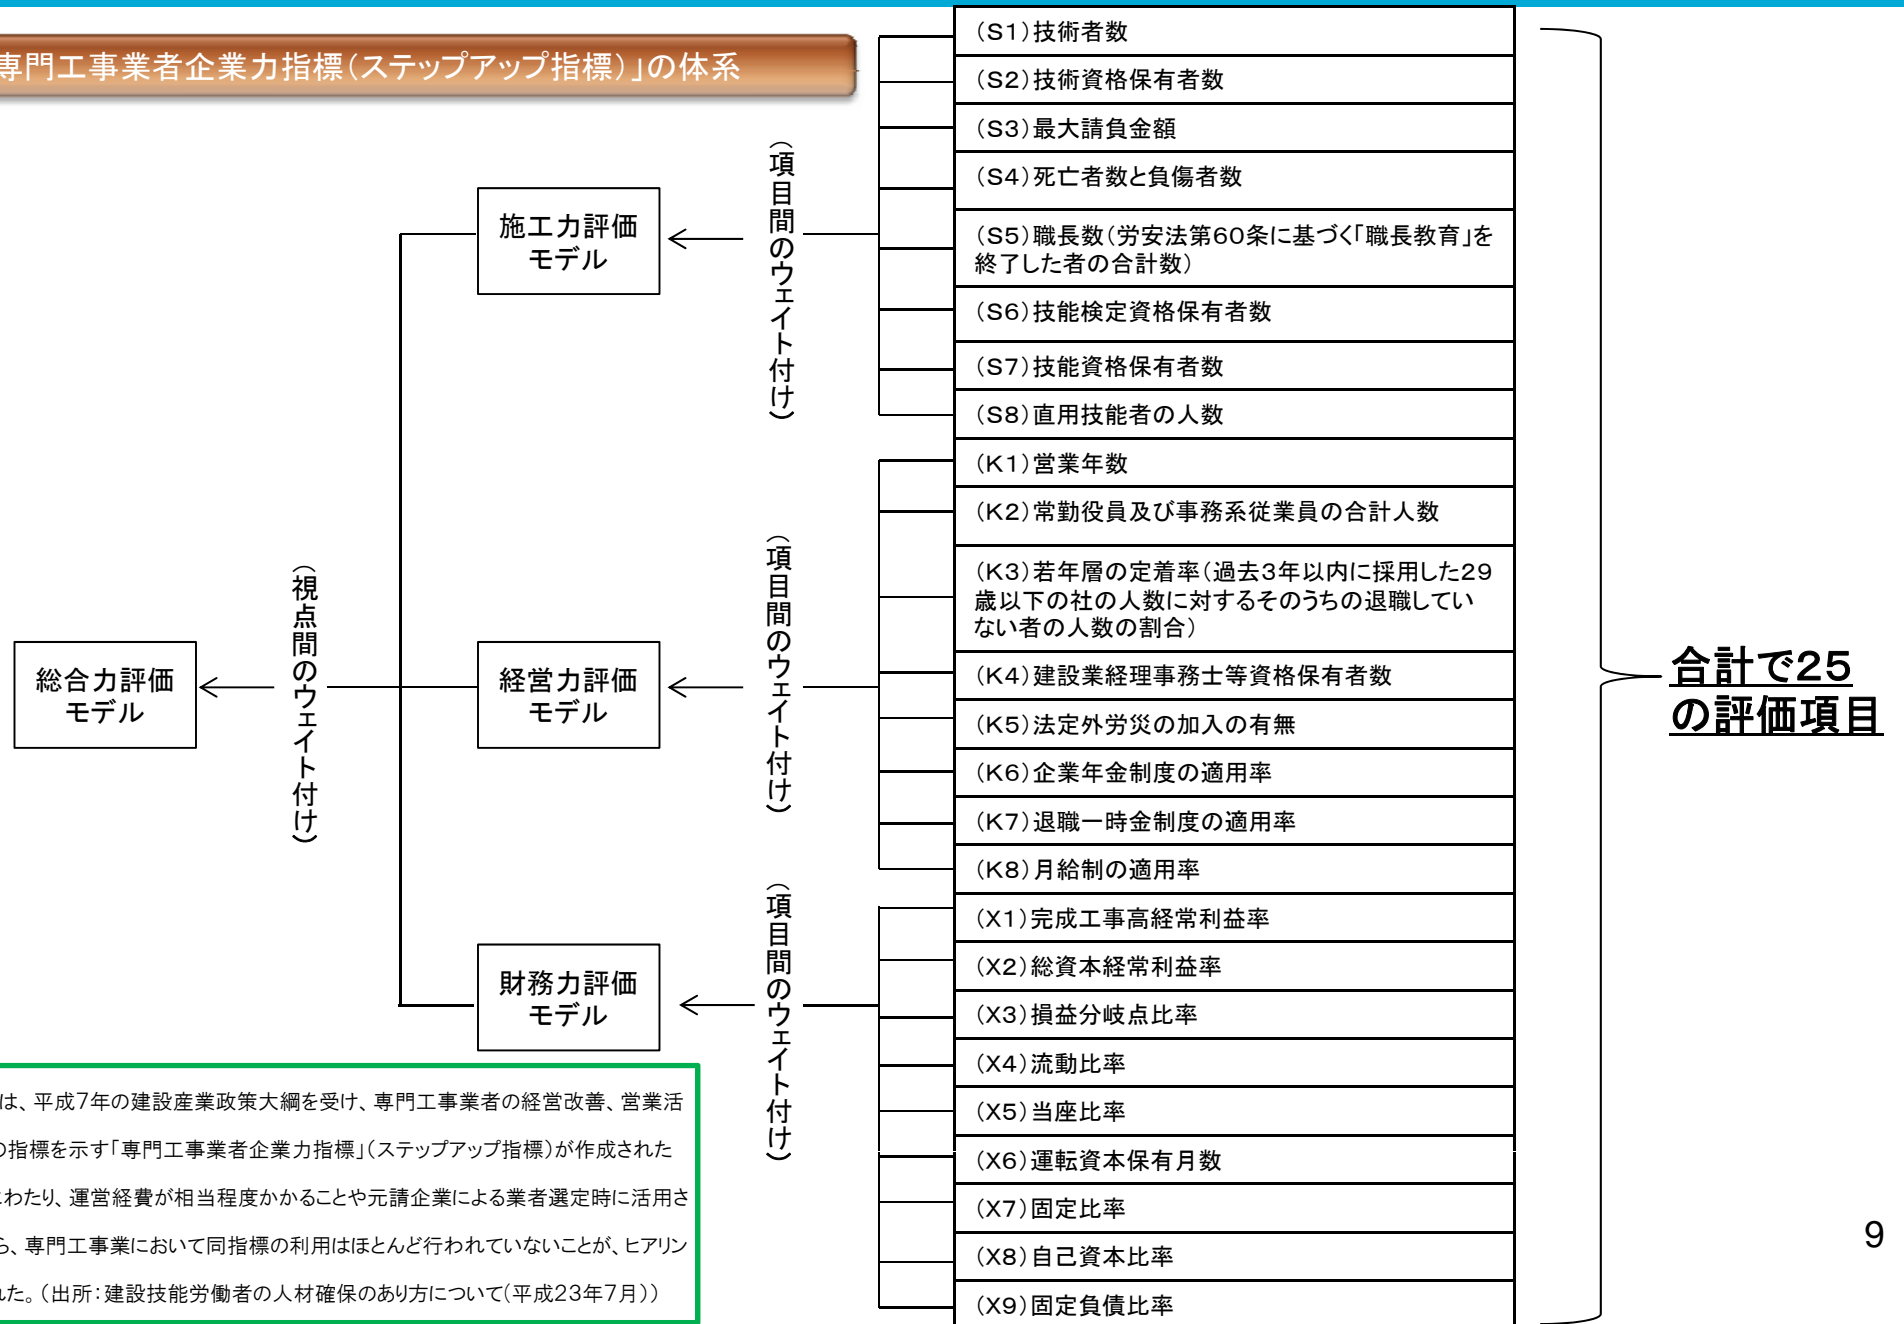 専門工事業者企業力指標（ステップアップ指標）」の体系
（S1）技術者数
（S2）技術資格保有者数
（S3）最大請負金額
（S4）死亡者数と負傷者数
（S5）職長数（労安法第60条に基づく「職長教育」を
終了した者の合計数）
（S6）技能検定資格保有者数
（S7）技能資格保有者数
（S8）直用技能者の人数
（項目間のウェイト付け）
施工力評価
モデル
（K1）営業年数
（K2）常勤役員及び事務系従業員の合計人数
（K3）若年層の定着率（過去3年以内に採用した29
歳以下の社の人数に対するそのうちの退職してい
ない者の人数の割合）
（K4）建設業経理事務士等資格保有者数
（K5）法定外労災の加入の有無
（K6）企業年金制度の適用率
（K7）退職一時金制度の適用率
（K8）月給制の適用率
（項目間のウェイト付け）
経営力評価
モデル
（視点間のウェイト付け）
総合力評価
モデル
（X1）完成工事高経常利益率
（X2）総資本経常利益率
（X3）損益分岐点比率
（X4）流動比率
（X5）当座比率
（X6）運転資本保有月数
（X7）固定比率
（X8）自己資本比率
（X9）固定負債比率
（項目間のウェイト付け）
財務力評価
モデル
合計で25
の評価項目
は、平成7年の建設産業政策大綱を受け、専門工事業者の経営改善、営業活
の指標を示す「専門工事業者企業力指標」（ステップアップ指標）が作成された
わたり、運営経費が相当程度かかることや元請企業による業者選定時に活用さ
ら、専門工事業において同指標の利用はほとんど行われていないことが、ヒアリン
れた。（出所：建設技能労働者の人材確保のあり方について（平成23年7月））
9